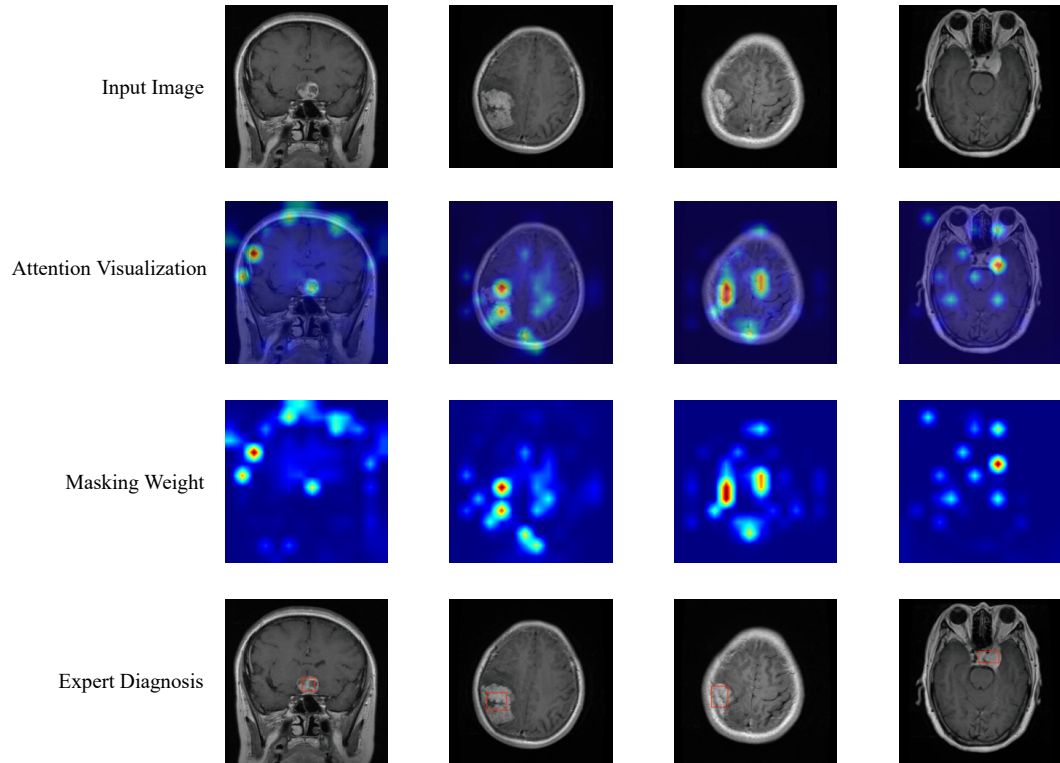 Input Image
Attention Visualization
Masking Weight
Expert Diagnosis